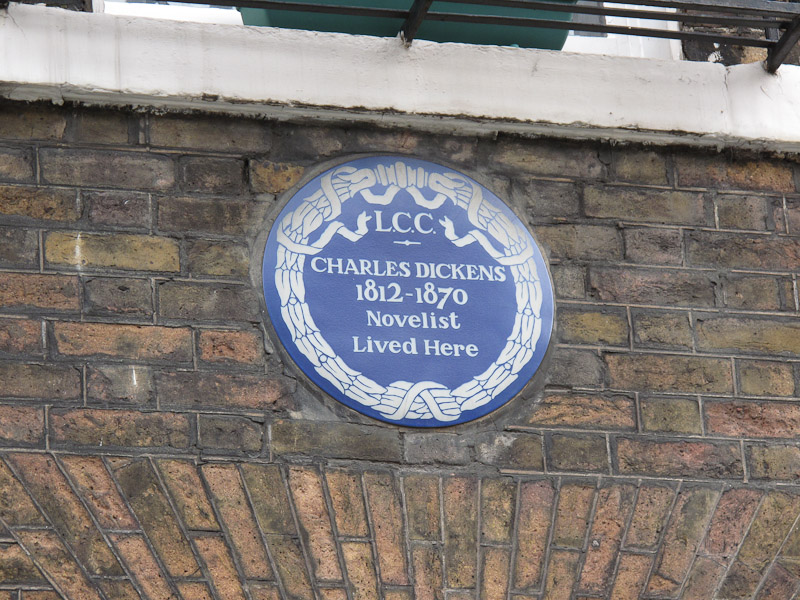 L.C.C.
CHARLES DICKENS
1812-1870
Novelist
Lived Here